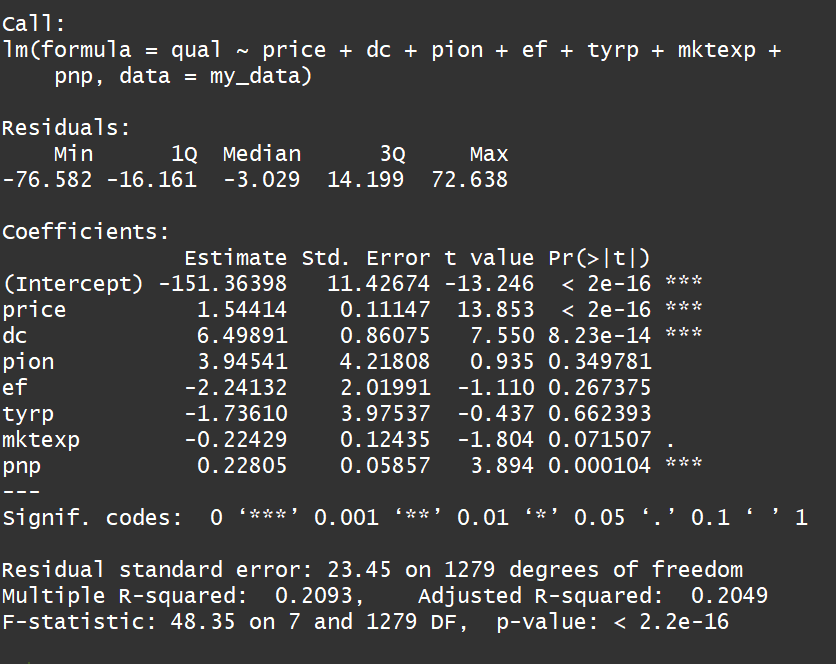 Call:
lm(formula = qual ~ price + dc + pion + ef + tyrp + mktexp +
    pnp, data = my_data)

Residuals:
    Min      1Q  Median      3Q     Max
-76.582 -16.161  -3.029  14.199  72.638

Coefficients:
              Estimate Std. Error t value Pr(>|t|)
(Intercept) -151.36398   11.42674 -13.246  < 2e-16 ***
price          1.54414    0.11147  13.853  < 2e-16 ***
dc             6.49891    0.86075   7.550 8.23e-14 ***
pion           3.94541    4.21808   0.935 0.349781
ef            -2.24132    2.01991  -1.110 0.267375
tyrp          -1.73610    3.97537  -0.437 0.662393
mktexp        -0.22429    0.12435  -1.804 0.071507 .
pnp            0.22805    0.05857   3.894 0.000104 ***
---
Signif. codes:  0 ‘***’ 0.001 ‘**’ 0.01 ‘*’ 0.05 ‘.’ 0.1 ‘ ’ 1

Residual standard error: 23.45 on 1279 degrees of freedom
Multiple R-squared:  0.2093,	Adjusted R-squared:  0.2049
F-statistic: 48.35 on 7 and 1279 DF,  p-value: < 2.2e-16